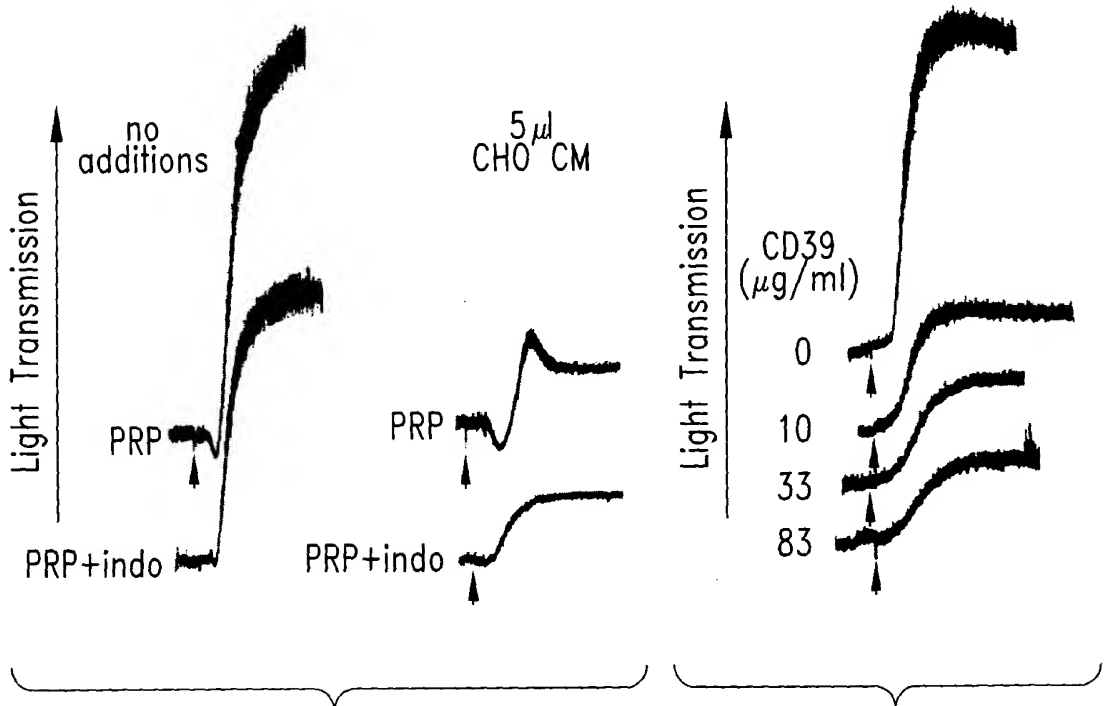 Light Transmission
no
additions
PRP
PRP+indo
5 μl
CHO CM
PRP
PRP+indo
Light Transmission
CD39
(μg/ml)
0
10
33
83